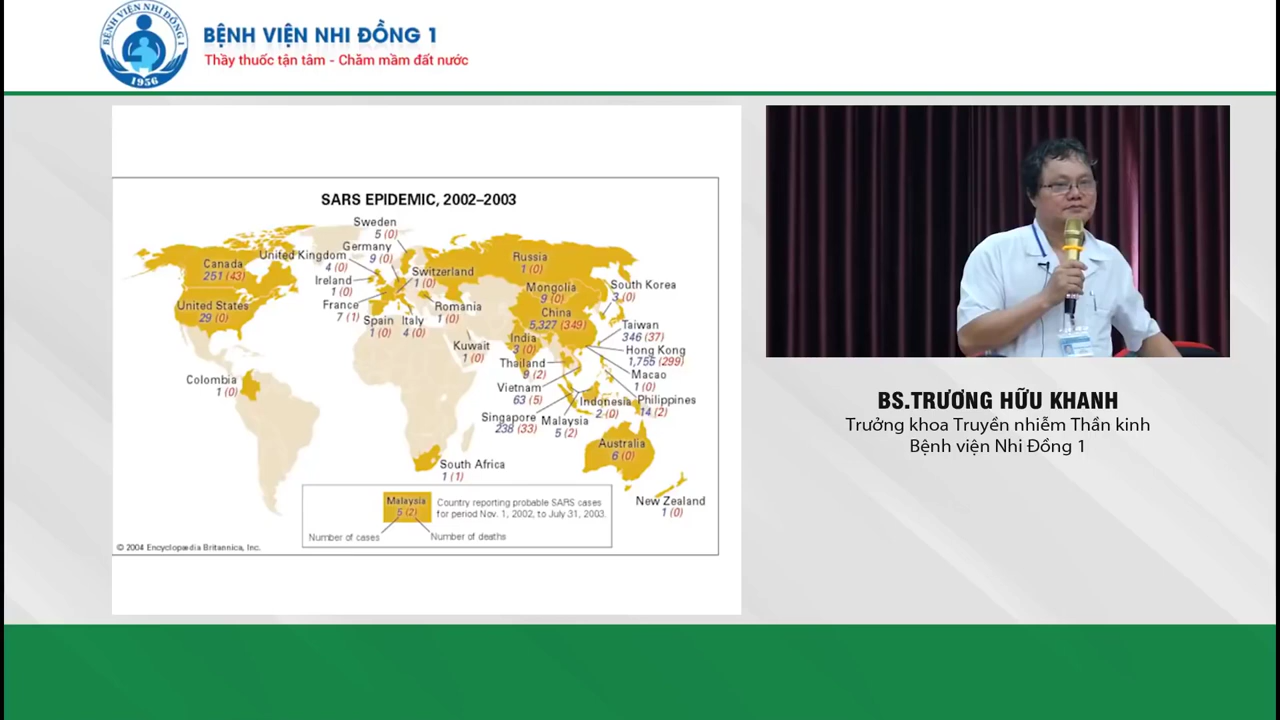 BỆNH VIỆN NHI ĐỒNG 1
1956
BỆNH VIỆN NHI ĐỒNG 1
Thầy thuốc tận tâm - Chăm mầm đất nước
SARS EPIDEMIC, 2002–2003
Sweden
5 (0)
Germany
9 (0)
United Kingdom
4 (0)
Canada
251 (43)
Switzerland
1 (0)
Russia
1 (0)
Ireland
1 (0)
Mongolia
9 (0)
South Korea
3 (0)
United States
29 (0)
France
7 (1)
Romania
1 (0)
China
5,327 (349)
Spain
1 (0)
Italy
4 (0)
Taiwan
346 (37)
India
3 (0)
Kuwait
1 (0)
Hong Kong
1,755 (299)
Thailand
9 (2)
Macao
1 (0)
Colombia
1 (0)
Vietnam
63 (5)
Indonesia
2 (0)
Philippines
14 (2)
Singapore
238 (33)
Malaysia
5 (2)
Australia
6 (0)
South Africa
1 (1)
New Zealand
1 (0)
Malaysia
5 (2)
Country reporting probable SARS cases
for period Nov. 1, 2002, to July 31, 2003.
Number of cases
Number of deaths
© 2004 Encyclopædia Britannica, Inc.
BS.TRƯƠNG HỮU KHANH
Trưởng khoa Truyền nhiễm Thần kinh
Bệnh viện Nhi Đồng 1